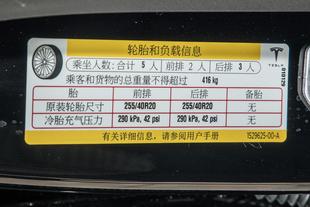 轮胎和负载信息
乘坐人数:合计 5 人 前排 2 人 后排 3 人
TESLA
乘客和货物的总重量不得超过 416 kg
胎 前排 后排 备胎
原装轮胎尺寸 255/40R20 255/40R20 无
冷胎充气压力 290 kPa, 42 psi 290 kPa, 42 psi 无
有关详细信息,请参阅用户手册
1529625-00-A